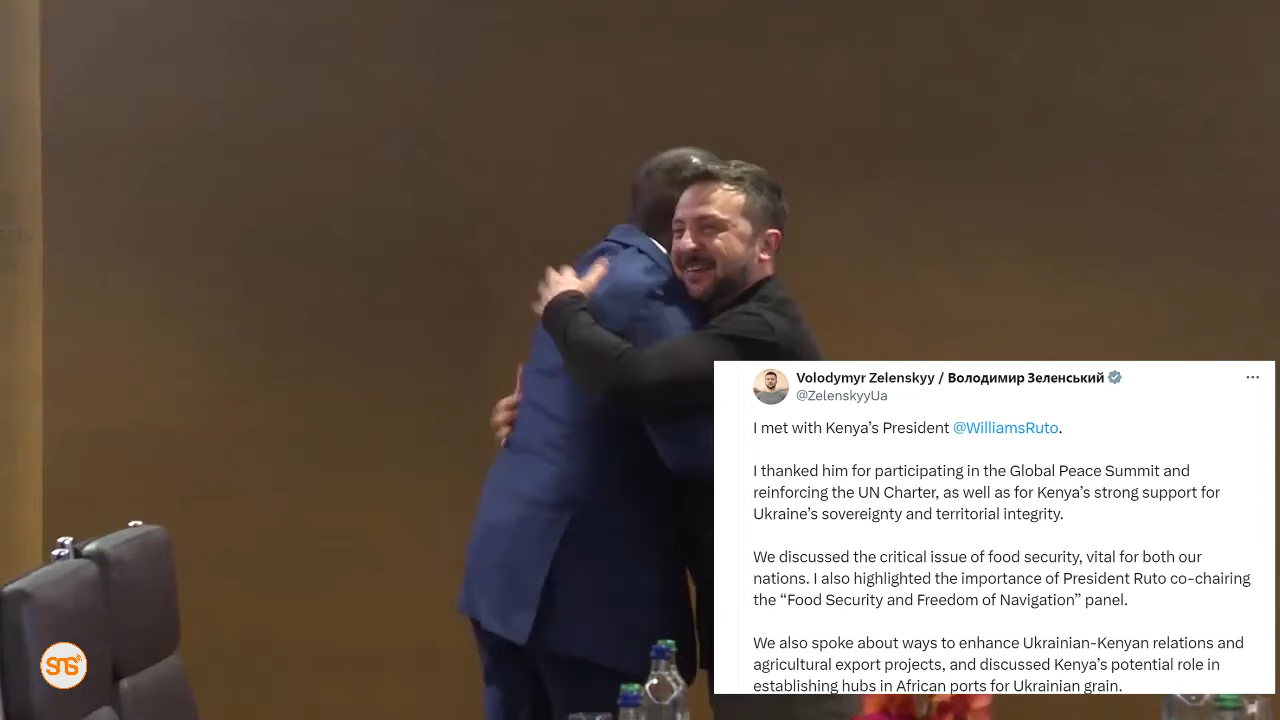 Volodymyr Zelenskyy / Володимир Зеленський
@ZelenskyyUa
I met with Kenya’s President @WilliamsRuto.
I thanked him for participating in the Global Peace Summit and
reinforcing the UN Charter, as well as for Kenya’s strong support for
Ukraine’s sovereignty and territorial integrity.
We discussed the critical issue of food security, vital for both our
nations. I also highlighted the importance of President Ruto co-chairing
the “Food Security and Freedom of Navigation” panel.
We also spoke about ways to enhance Ukrainian-Kenyan relations and
agricultural export projects, and discussed Kenya’s potential role in
establishing hubs in African ports for Ukrainian grain.
SNS